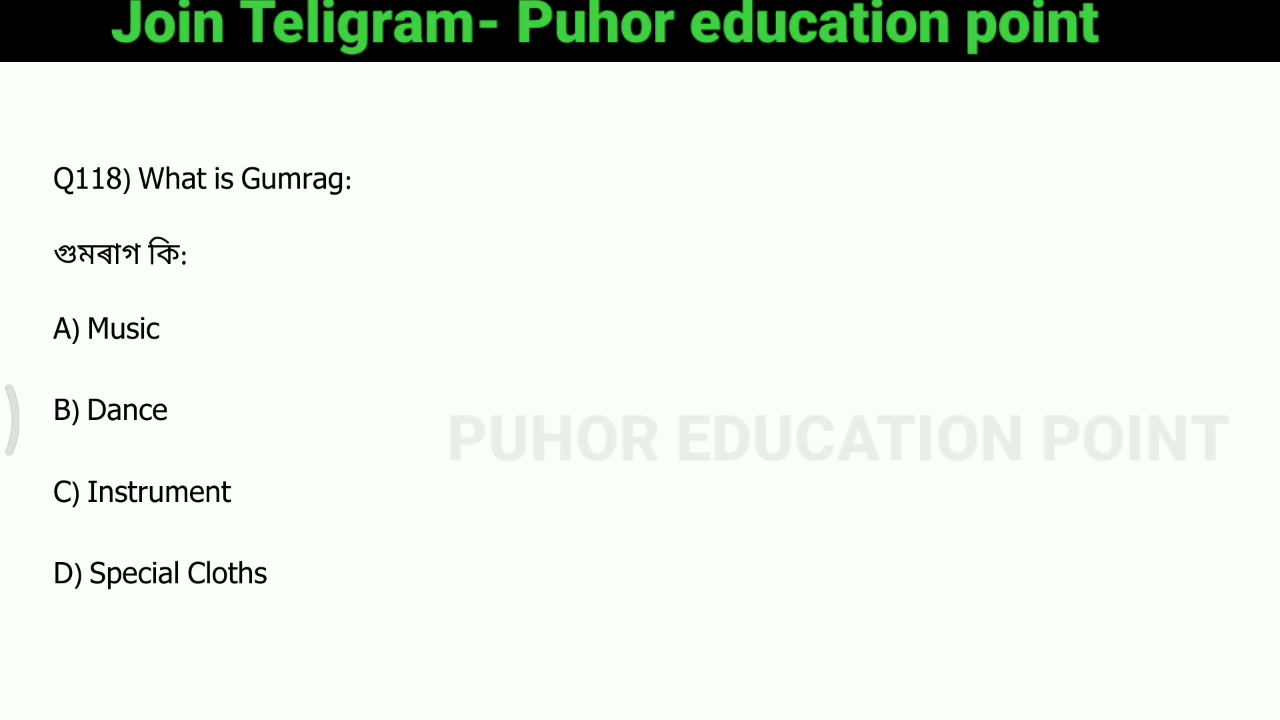 Join Teligram- Puhor education point
Q118) What is Gumrag:
গুমৰাগ কি:
A) Music
B) Dance
PUHOR EDUCATION POINT
C) Instrument
D) Special Cloths